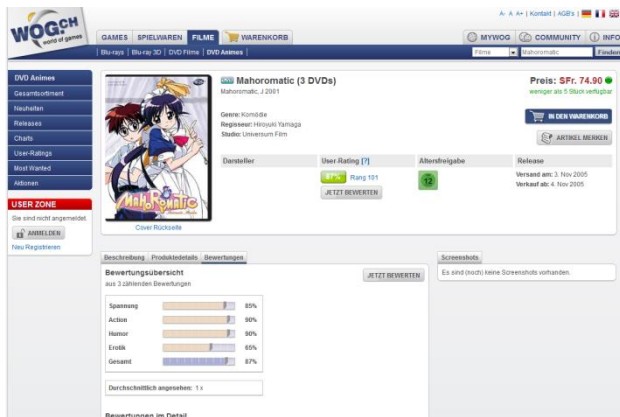 A- A A+ | Kontakt | AGB's |
WOG.CH
world of games
GAMES SPIELWAREN FILME WARENKORB
MYWOG COMMUNITY INFO
Blu-rays | Blu-ray 3D | DVD Filme | DVD Animes
Filme Mahoromatic Finden
DVD Animes
Gesamtsortiment
Neuheiten
Releases
Charts
User-Ratings
Most Wanted
Aktionen
USER ZONE
Sie sind nicht angemeldet
ANMELDEN
Neu Registrieren
MAHOROMATIC
Cover Rückseite
Mahoromatic (3 DVDs)
Mahoromatic, J 2001
Genre: Komödie
Regisseur: Hiroyuki Yamaga
Studio: Universum Film
Preis: SFr. 74.90
weniger als 5 Stück verfügbar
IN DEN WARENKORB
ARTIKEL MERKEN
Darsteller User-Rating [?] Altersfreigabe Release
87% Rang 101
JETZT BEWERTEN
12
Versand am: 3. Nov 2005
Verkauf ab: 4. Nov 2005
Beschreibung Produktedetails Bewertungen
Bewertungsübersicht
aus 3 zählenden Bewertungen
JETZT BEWERTEN
Spannung 85%
Action 90%
Humor 90%
Erotik 65%
Gesamt 87%
Durchschnittlich angesehen: 1 x
Bewertungen im Detail
Screenshots
Es sind (noch) keine Screenshots vorhanden.